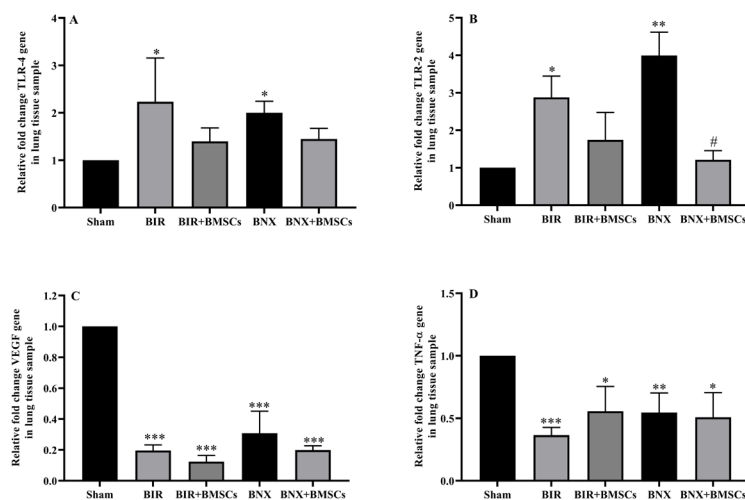 A
Relative fold change TLR-4 gene
in lung tissue sample
4
3
2
1
0
*
*
Sham BIR BIR+BMSCs BNX BNX+BMSCs
B
Relative fold change TLR-2 gene
in lung tissue sample
5
4
3
2
1
0
*
**
#
Sham BIR BIR+BMSCs BNX BNX+BMSCs
C
Relative fold change VEGF gene
in lung tissue sample
1.2
1.0
0.8
0.6
0.4
0.2
0.0
***
***
***
***
Sham BIR BIR+BMSCs BNX BNX+BMSCs
D
Relative fold change TNF-α gene
in lung tissue sample
1.5
1.0
0.5
0.0
***
*
**
*
Sham BIR BIR+BMSCs BNX BNX+BMSCs